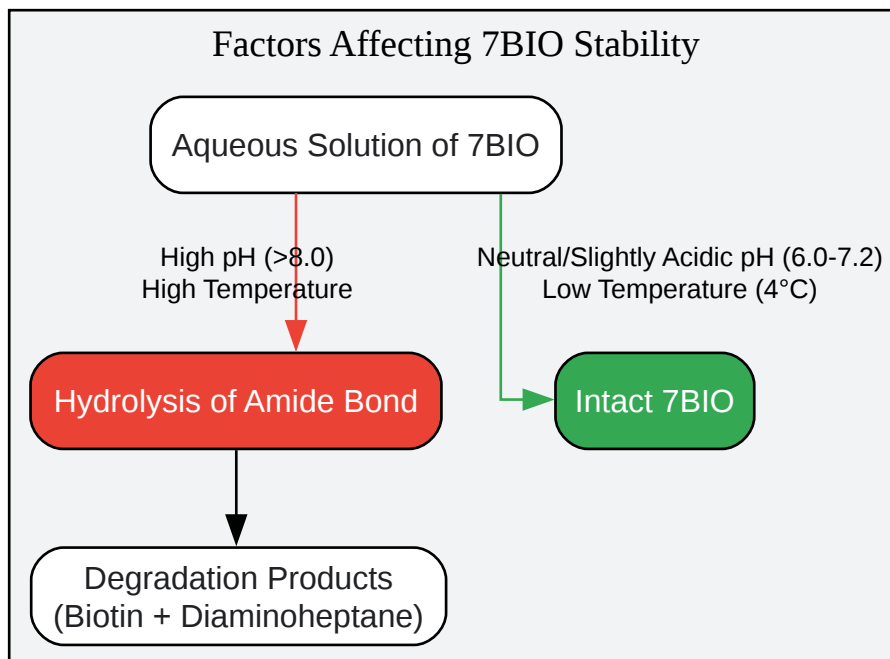 Factors Affecting 7BIO Stability
Aqueous Solution of 7BIO
High pH (>8.0)
High Temperature
Neutral/Slightly Acidic pH (6.0-7.2)
Low Temperature (4°C)
Hydrolysis of Amide Bond
Intact 7BIO
Degradation Products
(Biotin + Diaminoheptane)